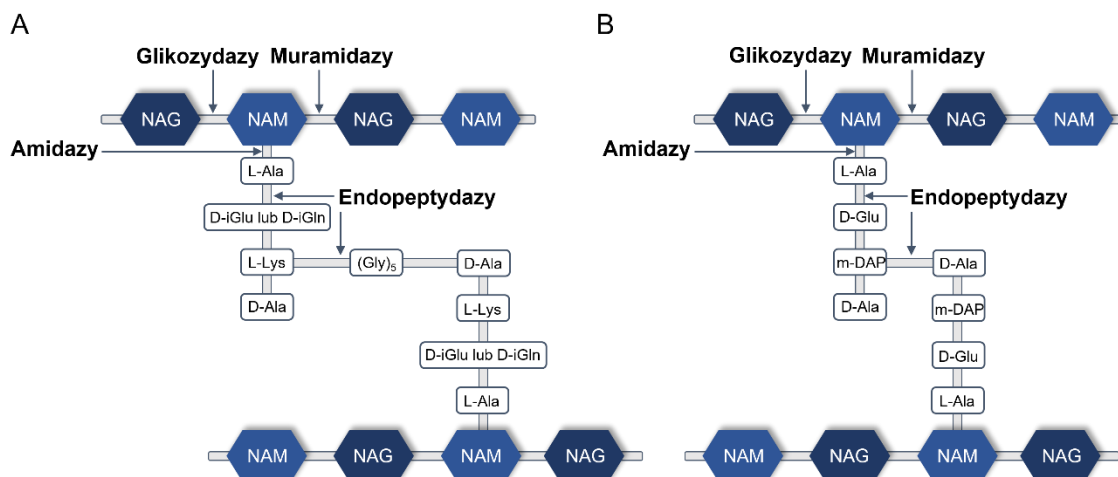 A
Glikozydazy Muramidazy
NAG NAM NAG NAM
Amidazy
L-Ala
Endopeptydazy
D-iGlu lub D-iGln
L-Lys (Gly)5 D-Ala
D-Ala L-Lys
D-iGlu lub D-iGln
L-Ala
NAM NAG NAM NAG
B
Glikozydazy Muramidazy
NAG NAM NAG NAM
Amidazy
L-Ala
Endopeptydazy
D-Glu
m-DAP D-Ala
D-Ala m-DAP
D-Glu
L-Ala
NAM NAG NAM NAG